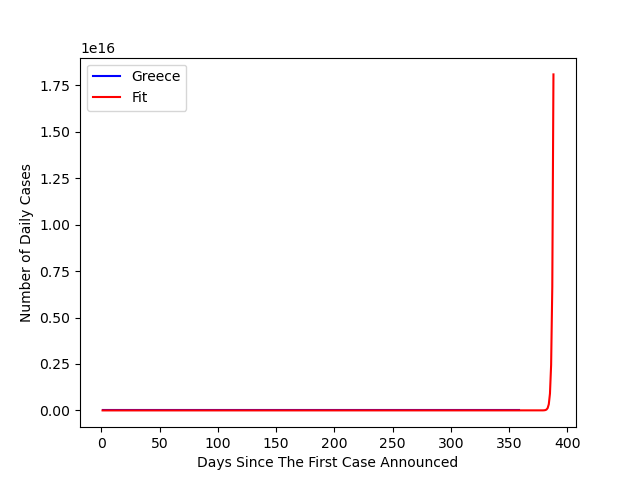 1e16
Greece
Fit
1.75
1.50
1.25
1.00
0.75
0.50
0.25
0.00
Number of Daily Cases
0 50 100 150 200 250 300 350 400
Days Since The First Case Announced